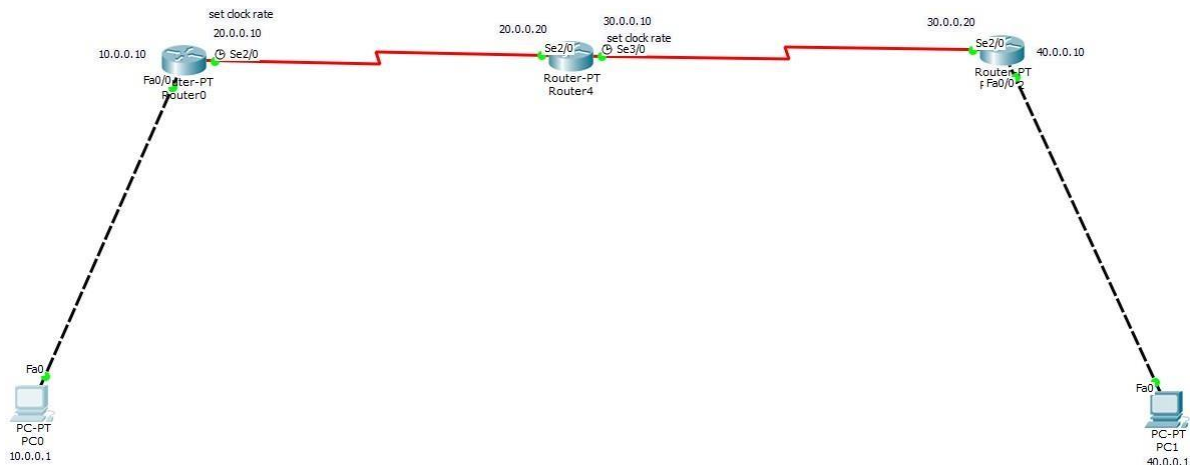 set clock rate
20.0.0.10
10.0.0.10
Se2/0
Fa0/0
Router0
20.0.0.20
30.0.0.10
set clock rate
Se2/0
Se3/0
Router-PT
Router4
30.0.0.20
Se2/0
40.0.0.10
Fa0/0
Fa0
PC-PT
PC0
10.0.0.1
Fa0
PC-PT
PC1
40.0.0.1